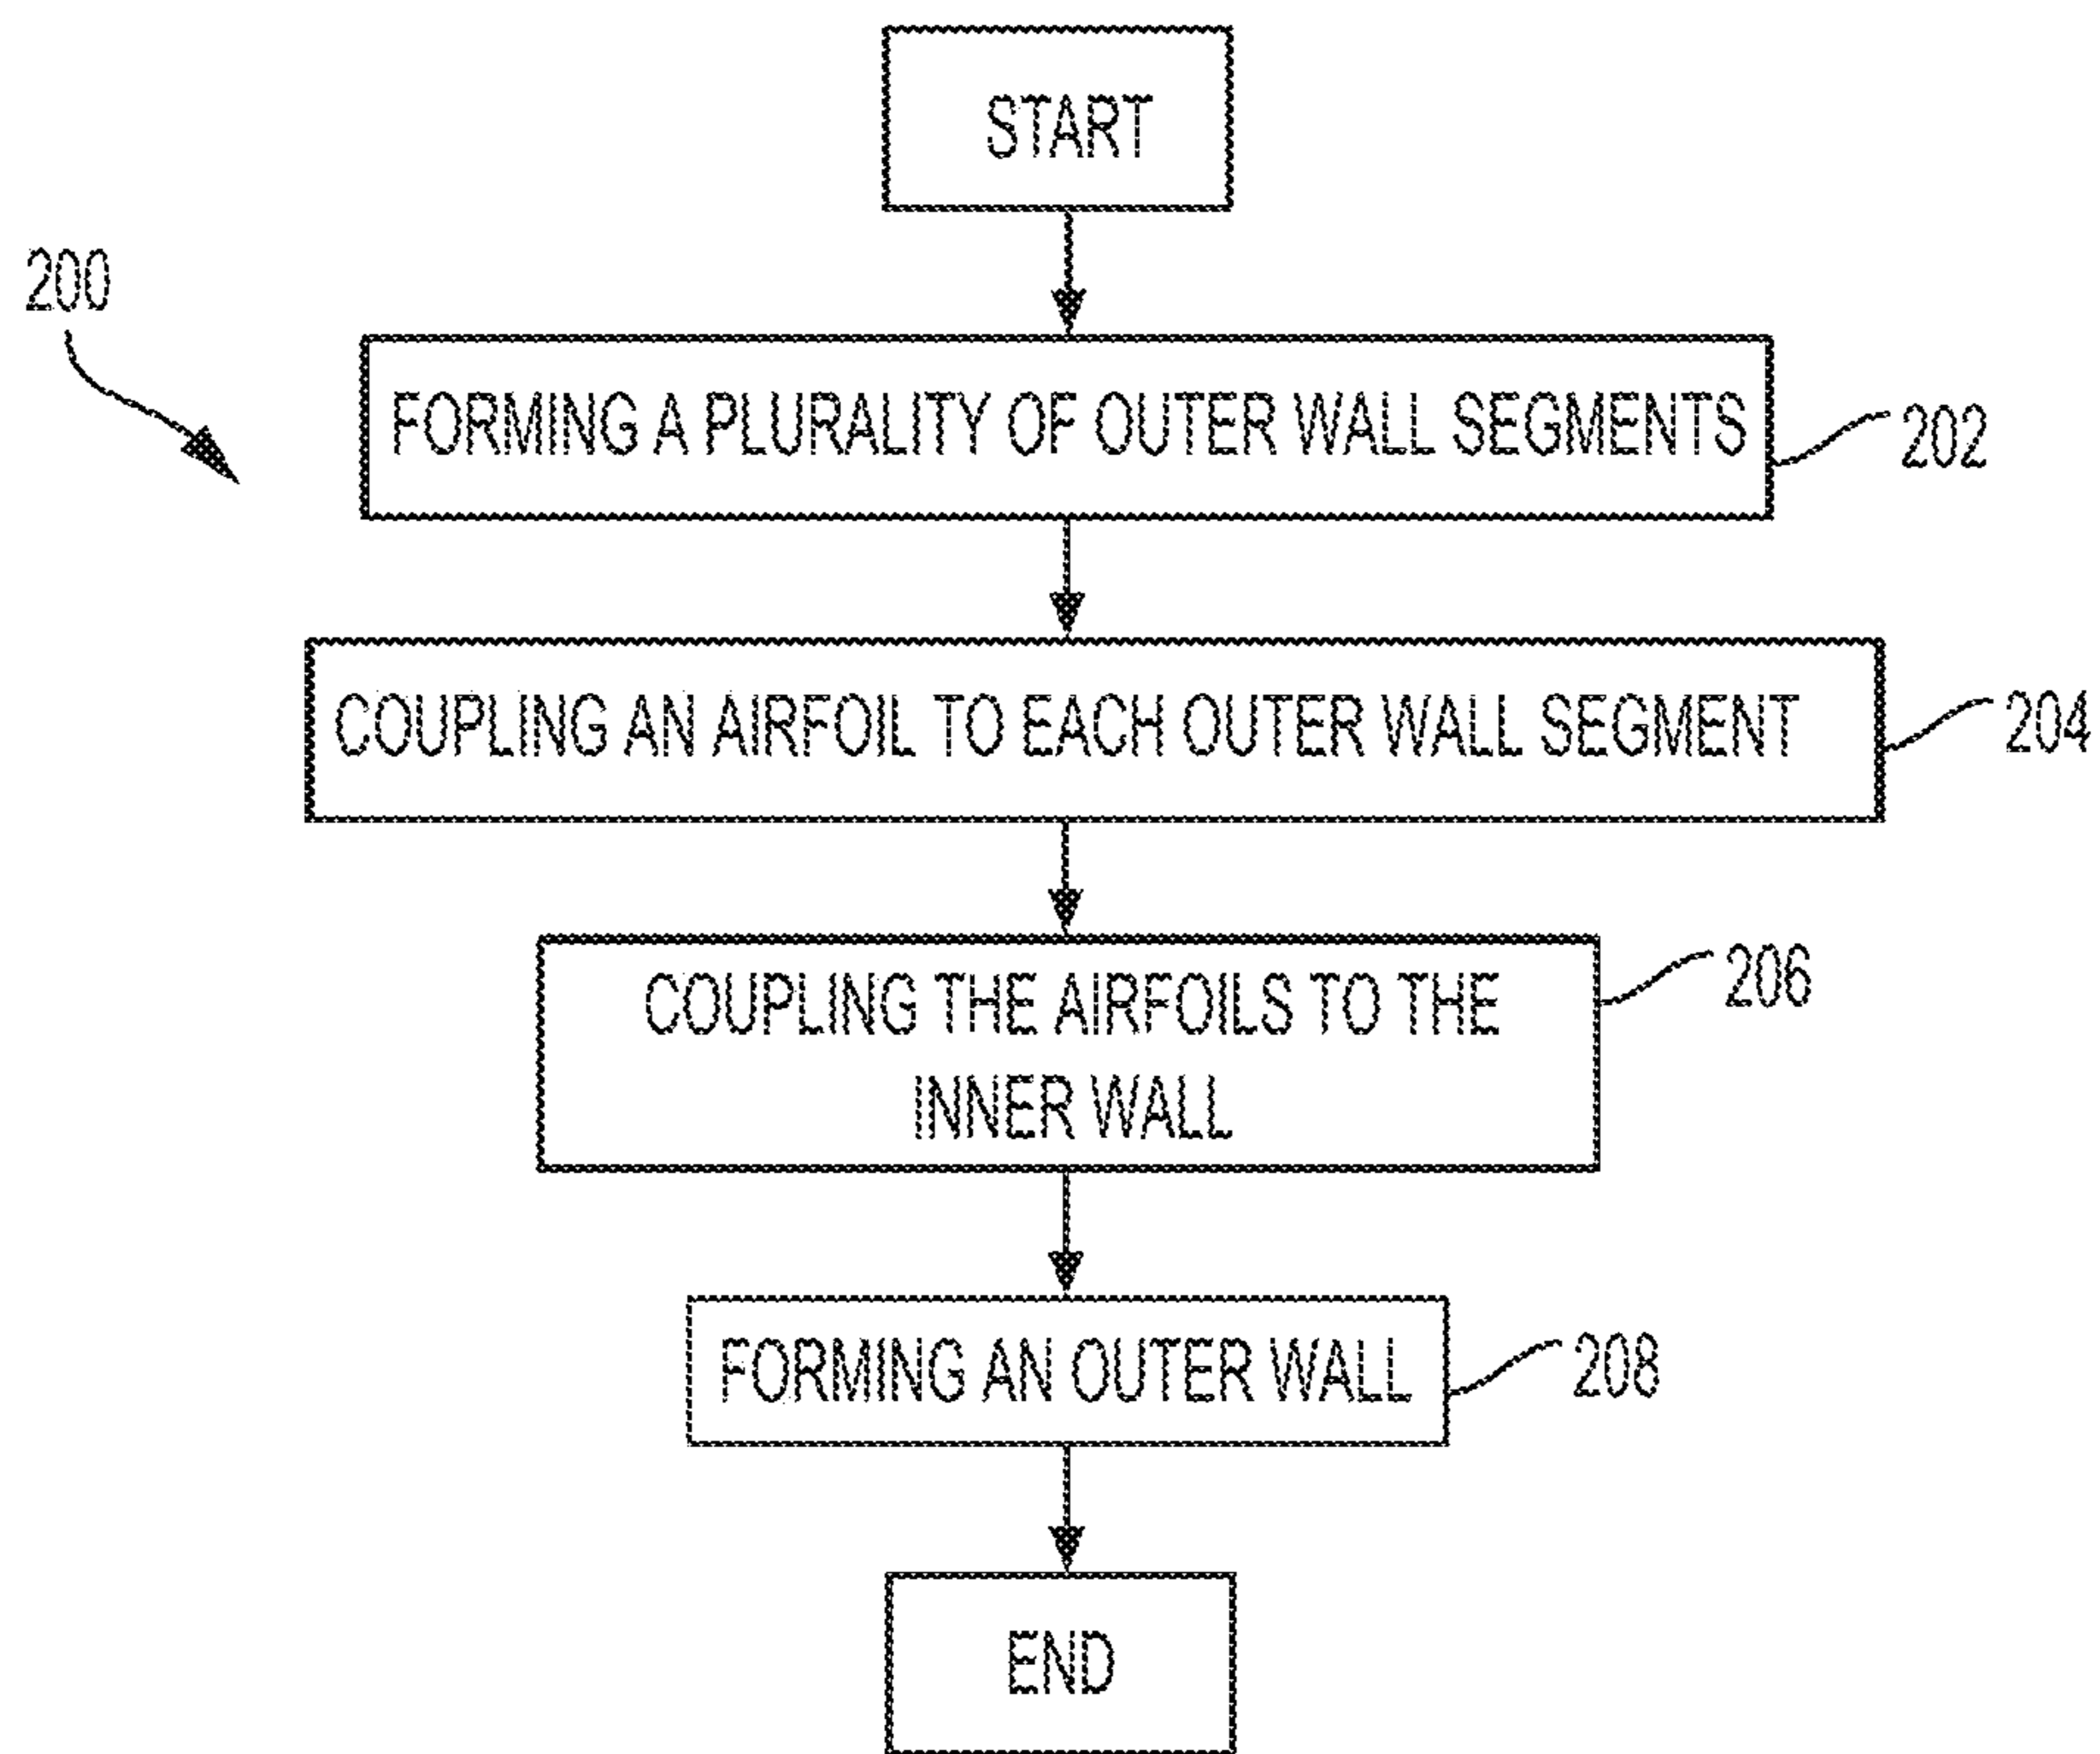 START
200
FORMING A PLURALITY OF OUTER WALL SEGMENTS
202
COUPLING AN AIRFOIL TO EACH OUTER WALL SEGMENT
204
COUPLING THE AIRFOILS TO THE
INNER WALL
206
FORMING AN OUTER WALL
208
END